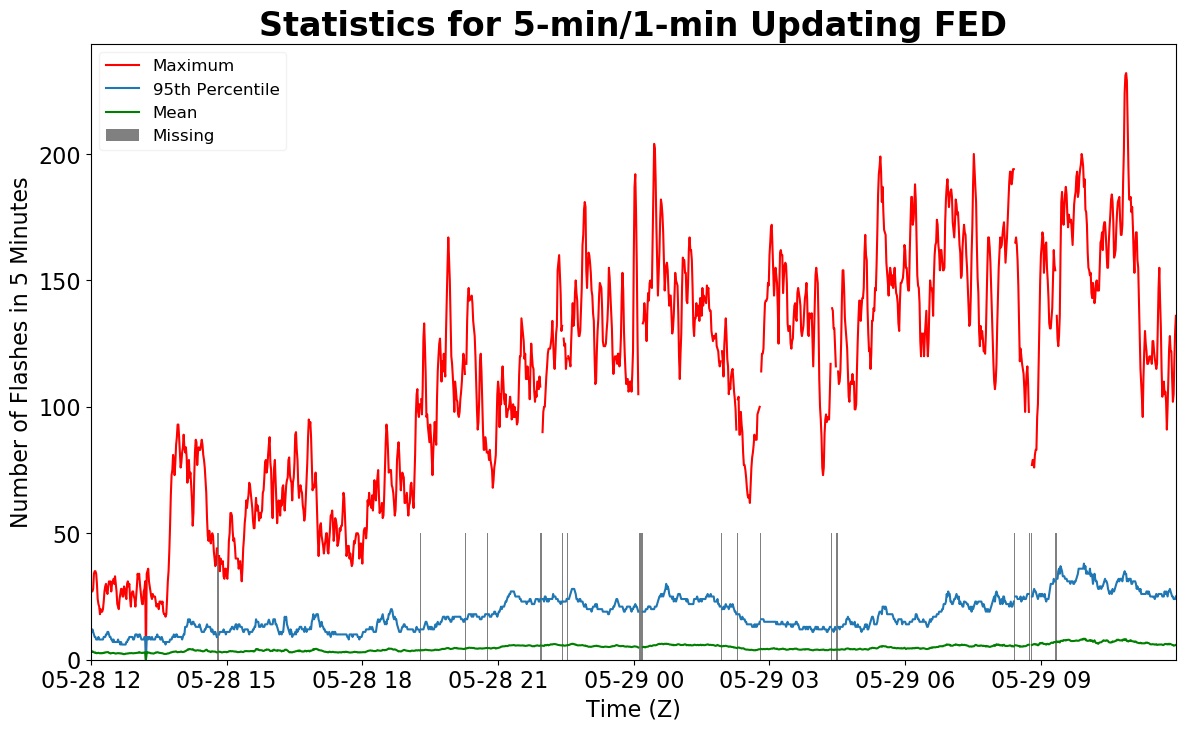 Statistics for 5-min/1-min Updating FED
Maximum
95th Percentile
Mean
Missing
Number of Flashes in 5 Minutes
200
150
100
50
0
05-28 12 05-28 15 05-28 18 05-28 21 05-29 00 05-29 03 05-29 06 05-29 09
Time (Z)